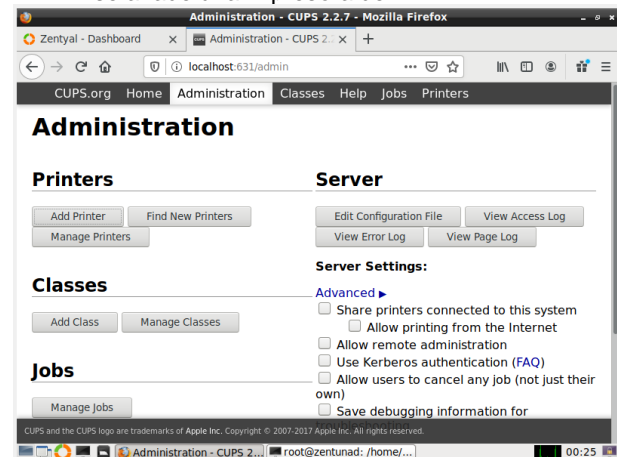 Administration - CUPS 2.2.7 - Mozilla Firefox
Zentyal - Dashboard
Administration - CUPS 2.
localhost:631/admin
CUPS.org Home Administration Classes Help Jobs Printers
Administration
Printers
Add Printer Find New Printers
Manage Printers
Classes
Add Class Manage Classes
Jobs
Manage Jobs
Server
Edit Configuration File View Access Log
View Error Log View Page Log
Server Settings:
Advanced ▶
Share printers connected to this system
Allow printing from the Internet
Allow remote administration
Use Kerberos authentication (FAQ)
Allow users to cancel any job (not just their
own)
Save debugging information for
troubleshooting
CUPS and the CUPS logo are trademarks of Apple Inc. Copyright © 2007-2017 Apple Inc. All rights reserved.
Administration - CUPS 2... root@zentunad: /home/... 00:25